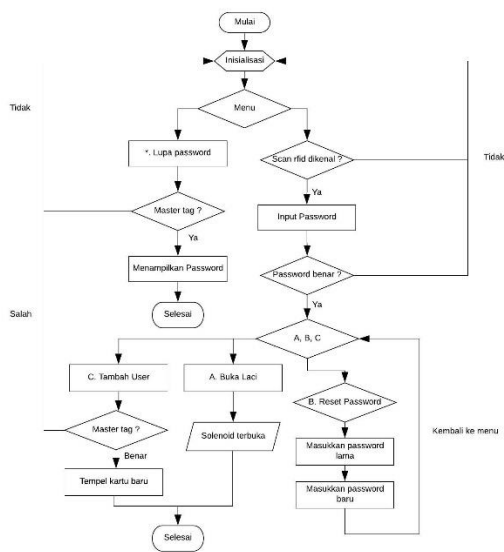 Mulai
Inisialisasi
Menu
Tidak
*. Lupa password
Scan rfid dikenal ?
Tidak
Ya
Master tag ?
Input Password
Ya
Menampilkan Password
Password benar ?
Salah
Selesai
Ya
A, B, C
C. Tambah User
A. Buka Laci
B. Reset Password
Master tag ?
Solenoid terbuka
Kembali ke menu
Masukkan password
lama
Benar
Tempel kartu baru
Masukkan password
baru
Selesai